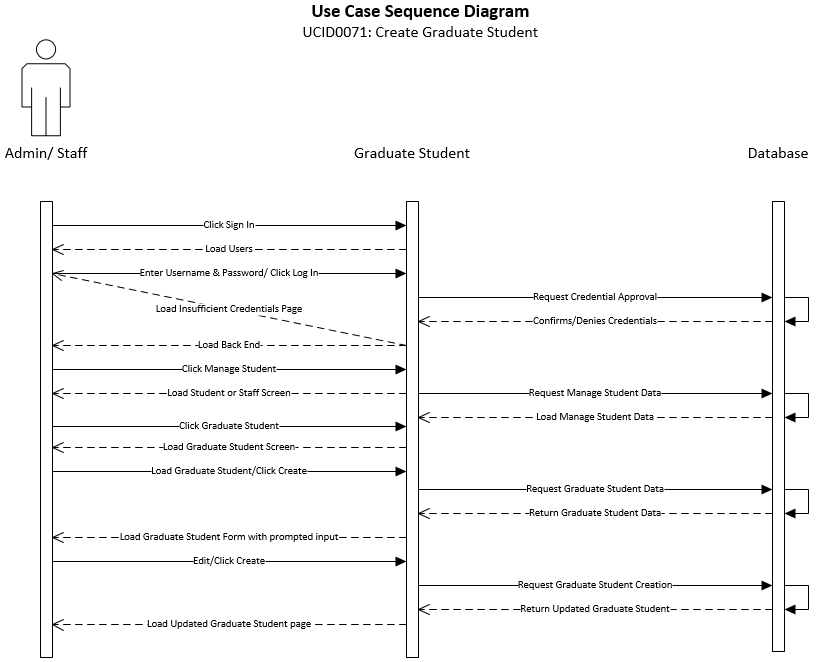 Use Case Sequence Diagram
UCID0071: Create Graduate Student
Admin/ Staff
Graduate Student
Database
Click Sign In
Load Users
Enter Username & Password/ Click Log In
Request Credential Approval
Load Insufficient Credentials Page
Confirms/Denies Credentials
Load Back End
Click Manage Student
Load Student or Staff Screen
Request Manage Student Data
Load Manage Student Data
Click Graduate Student
Load Graduate Student Screen
Load Graduate Student/Click Create
Request Graduate Student Data
Return Graduate Student Data
Load Graduate Student Form with prompted input
Edit/Click Create
Request Graduate Student Creation
Return Updated Graduate Student
Load Updated Graduate Student page